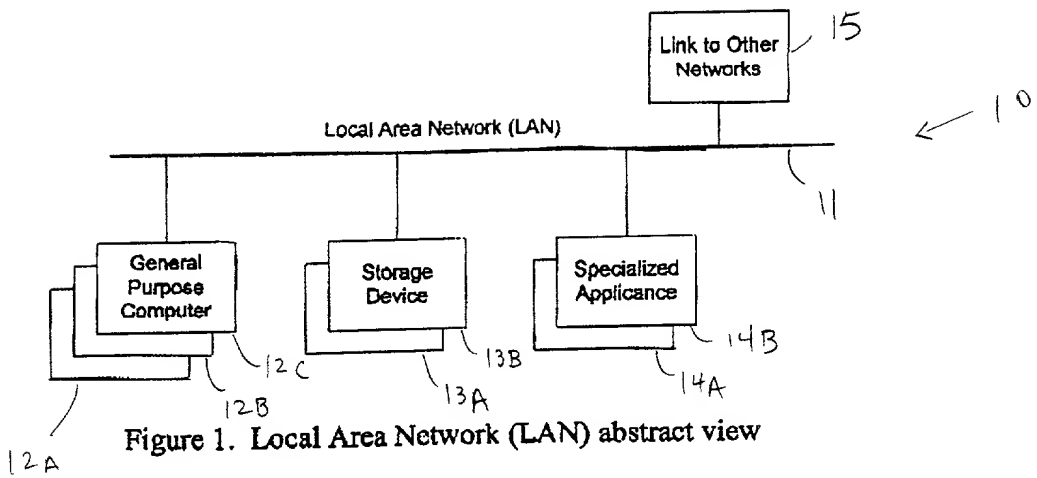 Link to Other
Networks
15
10
Local Area Network (LAN)
11
General
Purpose
Computer
Storage
Device
Specialized
Applicance
12C
12B
12A
13B
13A
14B
14A
Figure 1. Local Area Network (LAN) abstract view